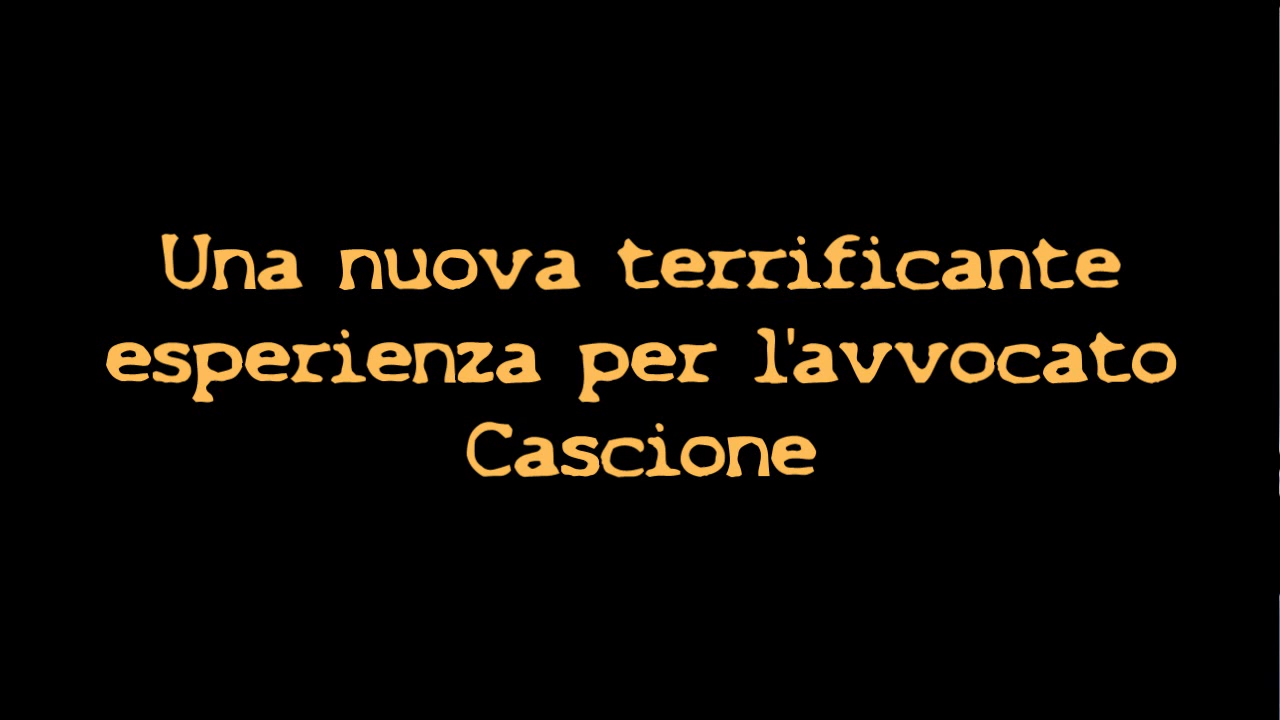 Una nuova terrificante
esperienza per l'avvocato
Cascione